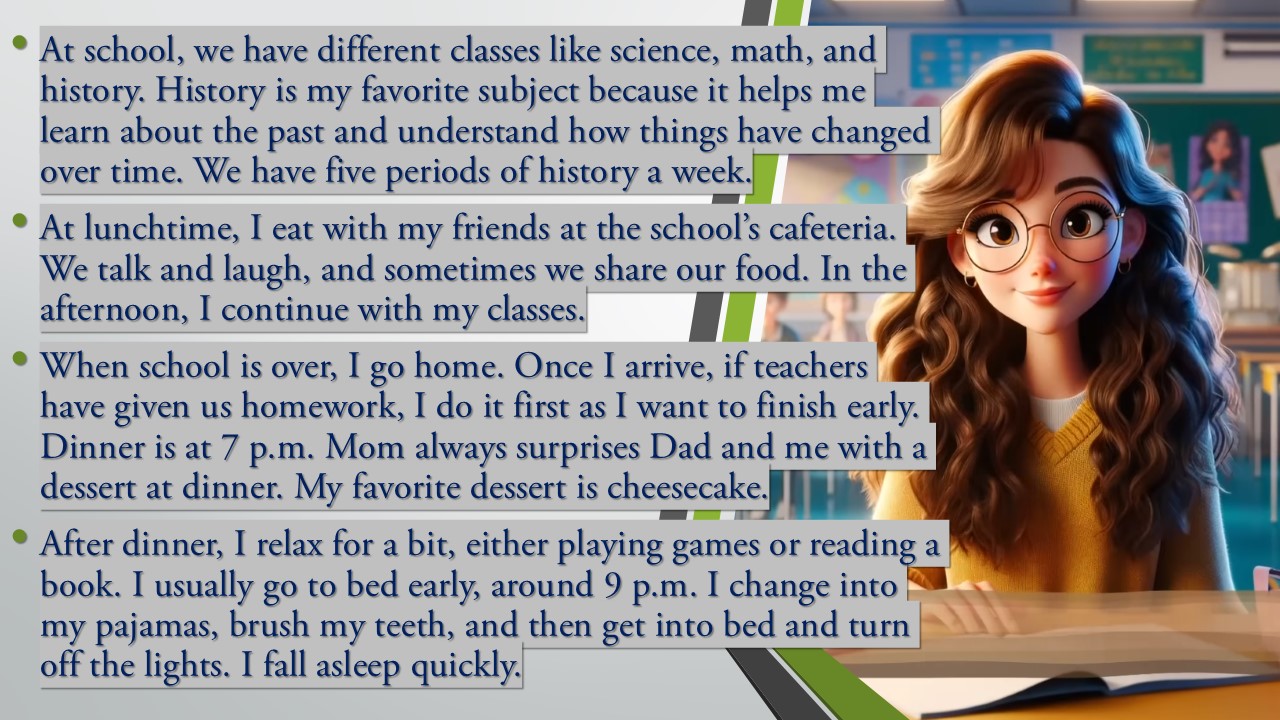 At school, we have different classes like science, math, and
history. History is my favorite subject because it helps me
learn about the past and understand how things have changed
over time. We have five periods of history a week.
At lunchtime, I eat with my friends at the school’s cafeteria.
We talk and laugh, and sometimes we share our food. In the
afternoon, I continue with my classes.
When school is over, I go home. Once I arrive, if teachers
have given us homework, I do it first as I want to finish early.
Dinner is at 7 p.m. Mom always surprises Dad and me with a
dessert at dinner. My favorite dessert is cheesecake.
After dinner, I relax for a bit, either playing games or reading a
book. I usually go to bed early, around 9 p.m. I change into
my pajamas, brush my teeth, and then get into bed and turn
off the lights. I fall asleep quickly.